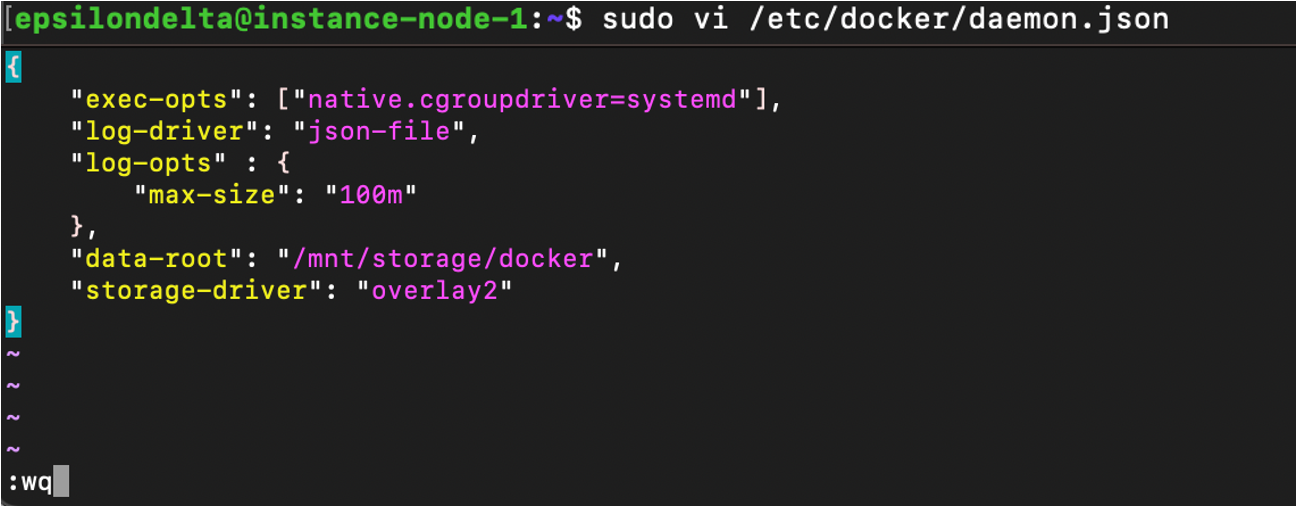 [epsilondelta@instance-node-1:~$ sudo vi /etc/docker/daemon.json
{
    "exec-opts": ["native.cgroupdriver=systemd"],
    "log-driver": "json-file",
    "log-opts" : {
        "max-size": "100m"
    },
    "data-root": "/mnt/storage/docker",
    "storage-driver": "overlay2"
}
~
~
~
~
:wq